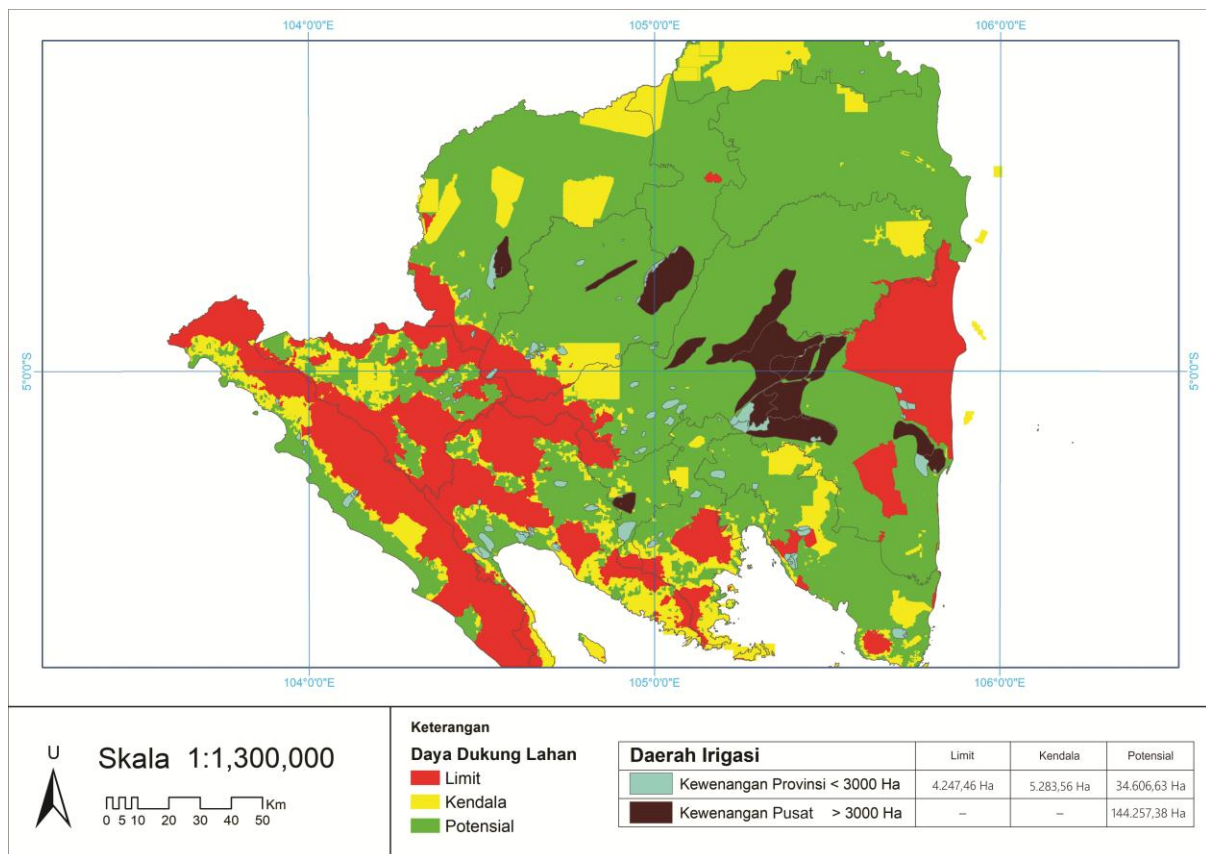 104°0'0"E 105°0'0"E 106°0'0"E
5°0'0"S 5°0'0"S
104°0'0"E 105°0'0"E 106°0'0"E
U
Skala 1:1,300,000
Km
0 5 10 20 30 40 50
Keterangan
Daya Dukung Lahan
Limit
Kendala
Potensial
Daerah Irigasi Limit Kendala Potensial
Kewenangan Provinsi < 3000 Ha 4.247,46 Ha 5.283,56 Ha 34.606,63 Ha
Kewenangan Pusat > 3000 Ha – – 144.257,38 Ha